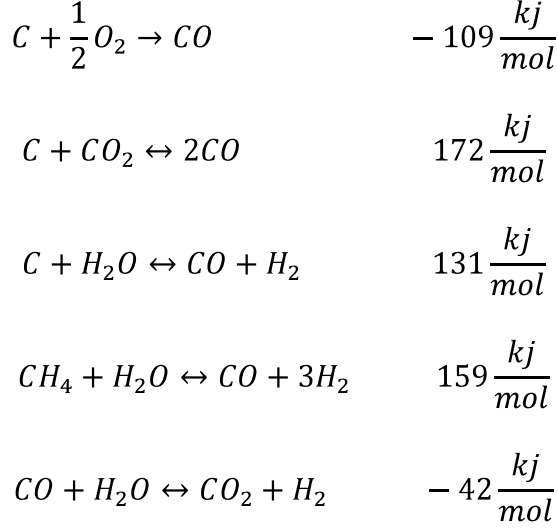 C + 1/2 O₂ → CO − 109 kj/mol
C + CO₂ ↔ 2CO 172 kj/mol
C + H₂O ↔ CO + H₂ 131 kj/mol
CH₄ + H₂O ↔ CO + 3H₂ 159 kj/mol
CO + H₂O ↔ CO₂ + H₂ − 42 kj/mol